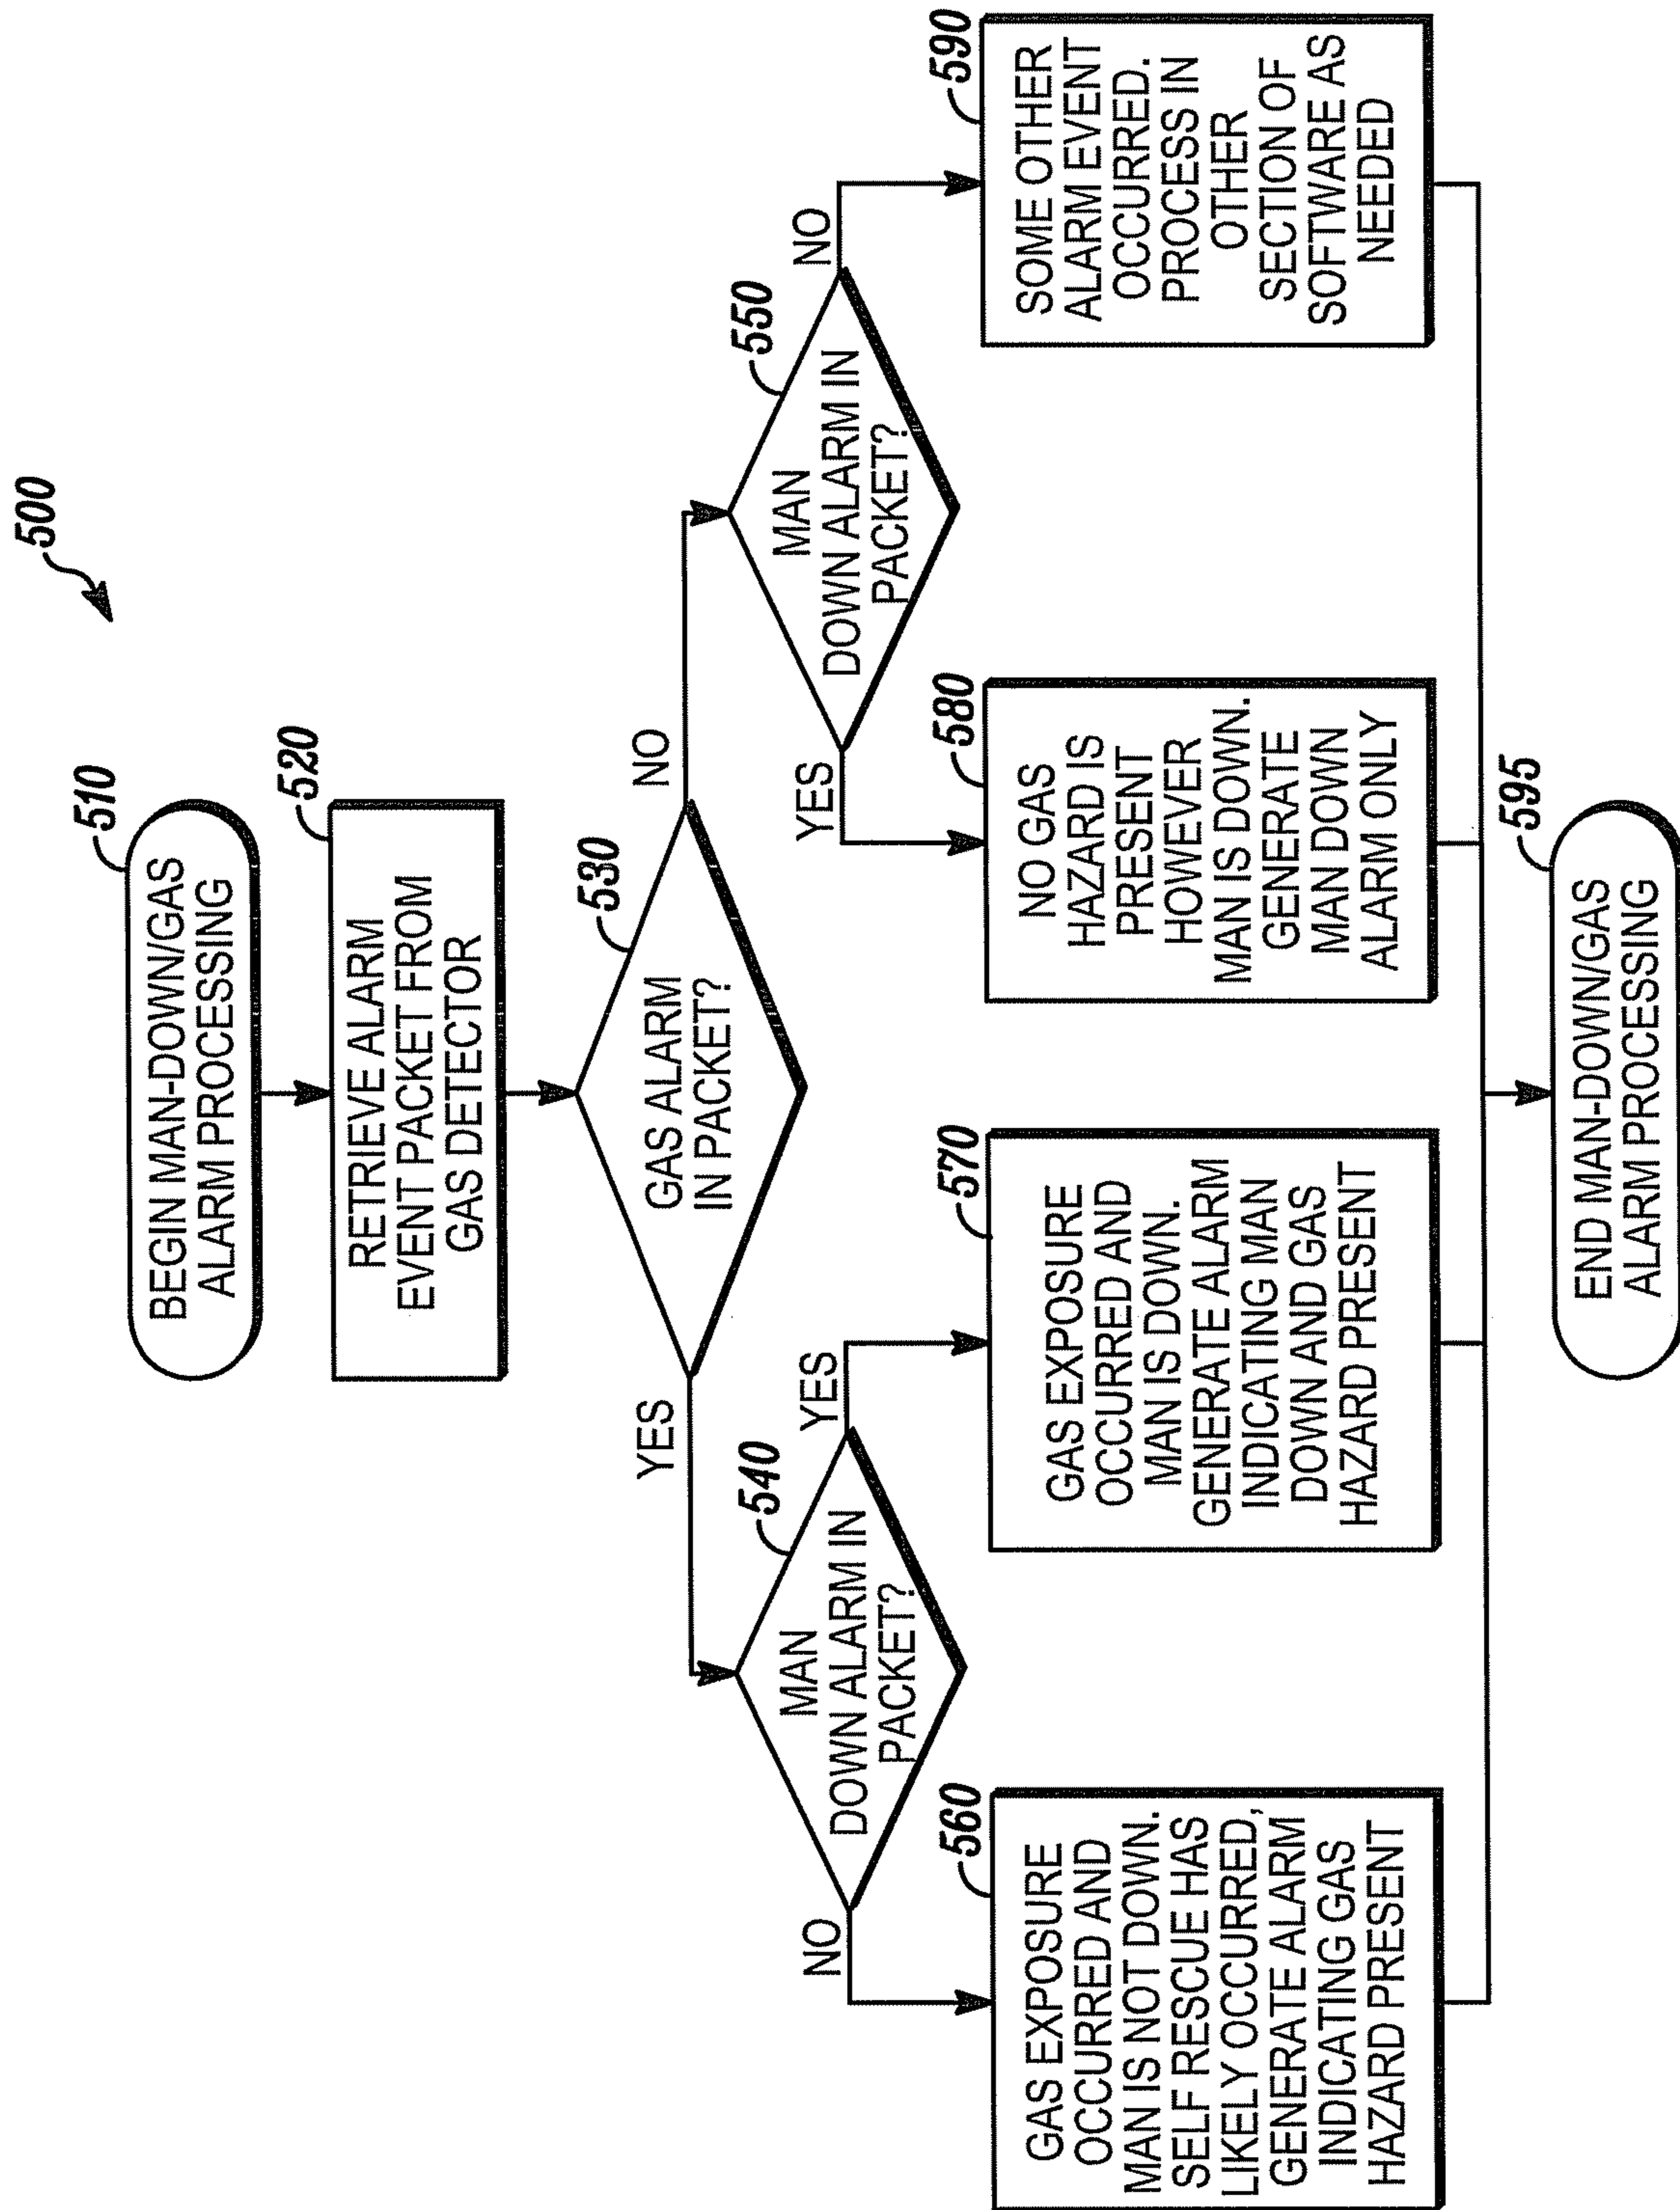 500
510
BEGIN MAN-DOWN/GAS
ALARM PROCESSING
520
RETRIEVE ALARM
EVENT PACKET FROM
GAS DETECTOR
530
GAS ALARM
IN PACKET?
YES
NO
540
MAN
DOWN ALARM IN
PACKET?
NO
YES
550
MAN
DOWN ALARM IN
PACKET?
YES
NO
560
GAS EXPOSURE
OCCURRED AND
MAN IS NOT DOWN.
SELF RESCUE HAS
LIKELY OCCURRED,
GENERATE ALARM
INDICATING GAS
HAZARD PRESENT
570
GAS EXPOSURE
OCCURRED AND
MAN IS DOWN.
GENERATE ALARM
INDICATING MAN
DOWN AND GAS
HAZARD PRESENT
580
NO GAS
HAZARD IS
PRESENT
HOWEVER
MAN IS DOWN.
GENERATE
MAN DOWN
ALARM ONLY
590
SOME OTHER
ALARM EVENT
OCCURRED.
PROCESS IN
OTHER
SECTION OF
SOFTWARE AS
NEEDED
595
END MAN-DOWN/GAS
ALARM PROCESSING